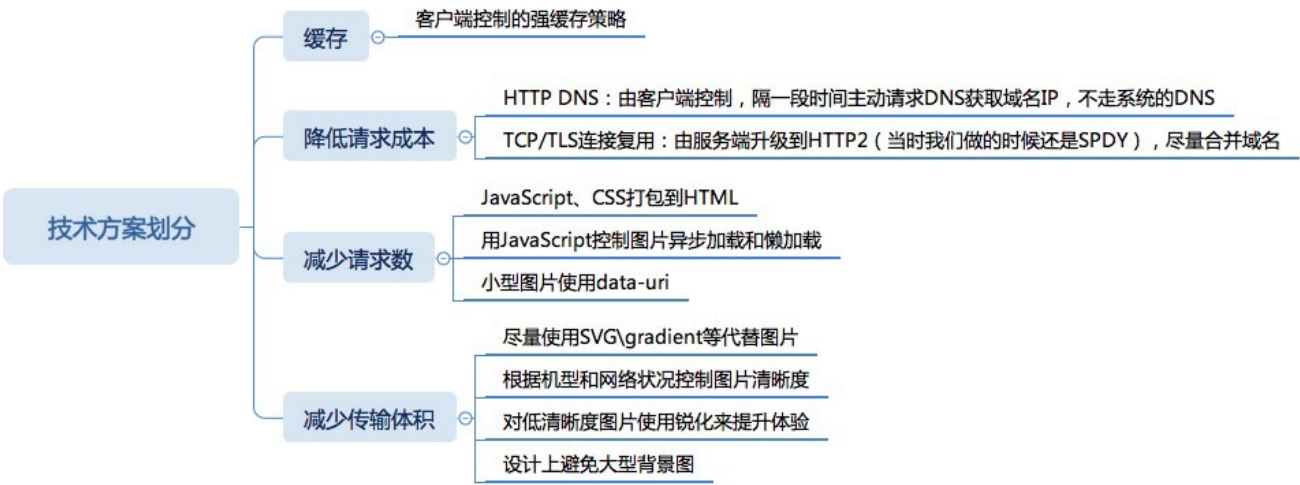 技术方案划分
缓存
客户端控制的强缓存策略
降低请求成本
HTTP DNS：由客户端控制，隔一段时间主动请求DNS获取域名IP，不走系统的DNS
TCP/TLS连接复用：由服务端升级到HTTP2（当时我们做的时候还是SPDY），尽量合并域名
减少请求数
JavaScript、CSS打包到HTML
用JavaScript控制图片异步加载和懒加载
小型图片使用data-uri
减少传输体积
尽量使用SVG\gradient等代替图片
根据机型和网络状况控制图片清晰度
对低清晰度图片使用锐化来提升体验
设计上避免大型背景图